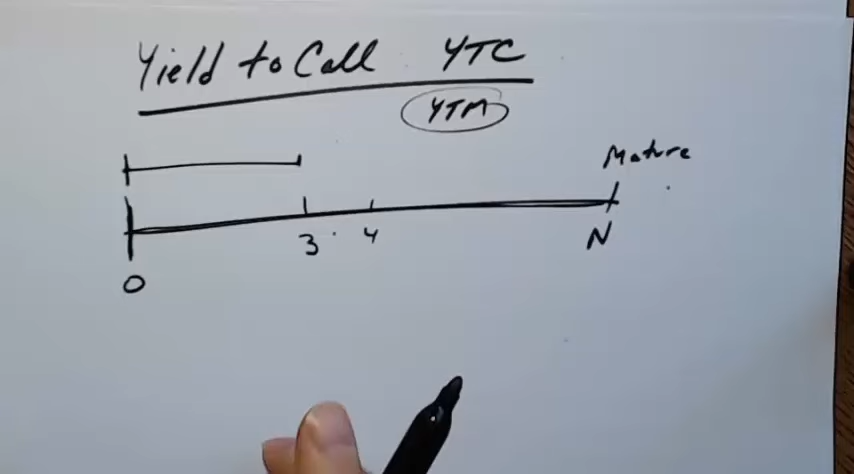 Yield to Call YTC
YTM
Mature
3 4 N
0